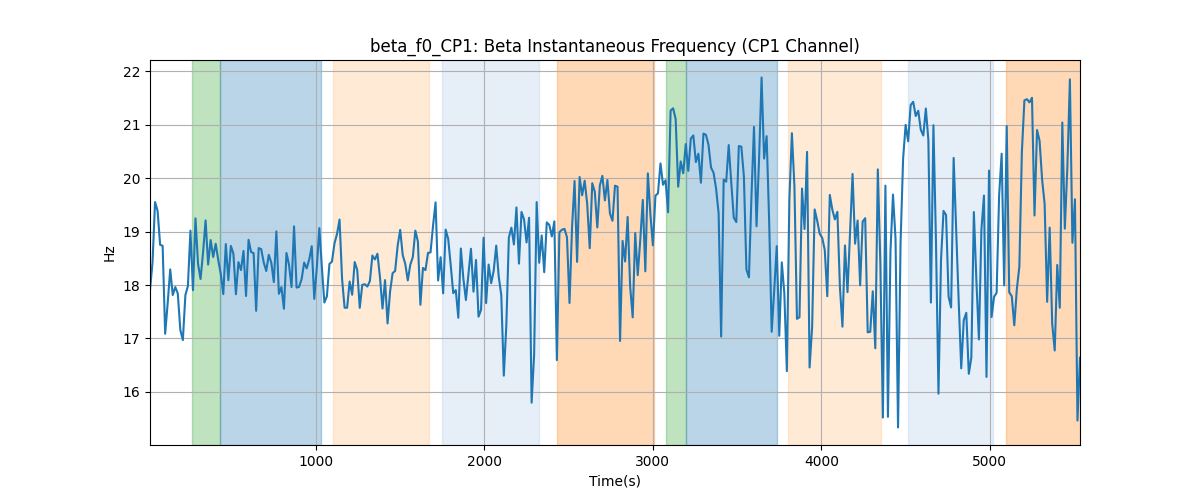 beta_f0_CP1: Beta Instantaneous Frequency (CP1 Channel)
22
21
20
19
18
17
16
Hz
1000 2000 3000 4000 5000
Time(s)